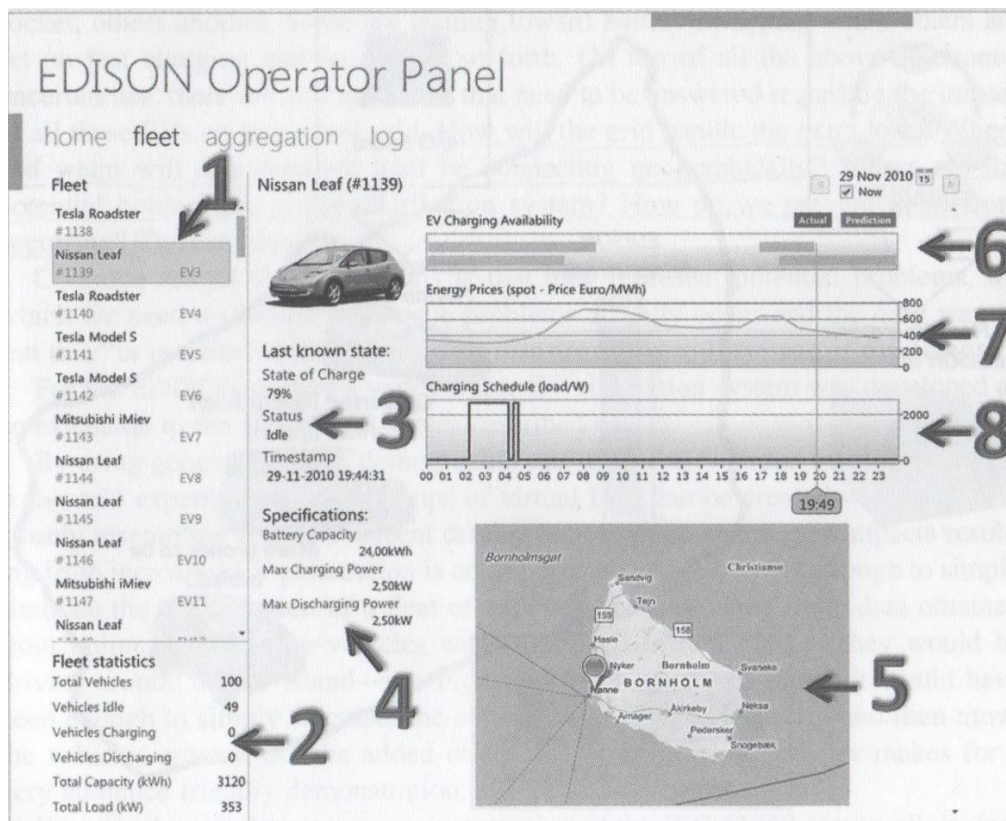 EDISON Operator Panel
home fleet aggregation log
1
Fleet
Tesla Roadster
#1138
Nissan Leaf
#1139 EV3
Tesla Roadster
#1140 EV4
Tesla Model S
#1141 EV5
Tesla Model S
#1142 EV6
Mitsubishi iMiev
#1143 EV7
Nissan Leaf
#1144 EV8
Nissan Leaf
#1145 EV9
Nissan Leaf
#1146 EV10
Mitsubishi iMiev
#1147 EV11
Nissan Leaf
Fleet statistics
Total Vehicles 100
Vehicles Idle 49
Vehicles Charging 0
Vehicles Discharging 0
Total Capacity (kWh) 3120
Total Load (kW) 353
2
Nissan Leaf (#1139)
Last known state:
State of Charge
79%
Status
Idle
Timestamp
29-11-2010 19:44:31
3
Specifications:
Battery Capacity
24,00kWh
Max Charging Power
2,50kW
Max Discharging Power
2,50kW
4
29 Nov 2010
Now
EV Charging Availability Actual Prediction
6
Energy Prices (spot - Price Euro/MWh)
800
600
400
200
0
7
Charging Schedule (load/W)
2000
0
8
00 01 02 03 04 05 06 07 08 09 10 11 12 13 14 15 16 17 18 19 20 21 22 23
19:49
Bornholmsgat
Christiansø
Sandvig
Tejn
159
158
Hasle
Nyker
Bornholm
Svaneke
BORNHOLM
Rønne
Neksø
Åkirkeby
Arnager
Pedersker
Snogebæk
5